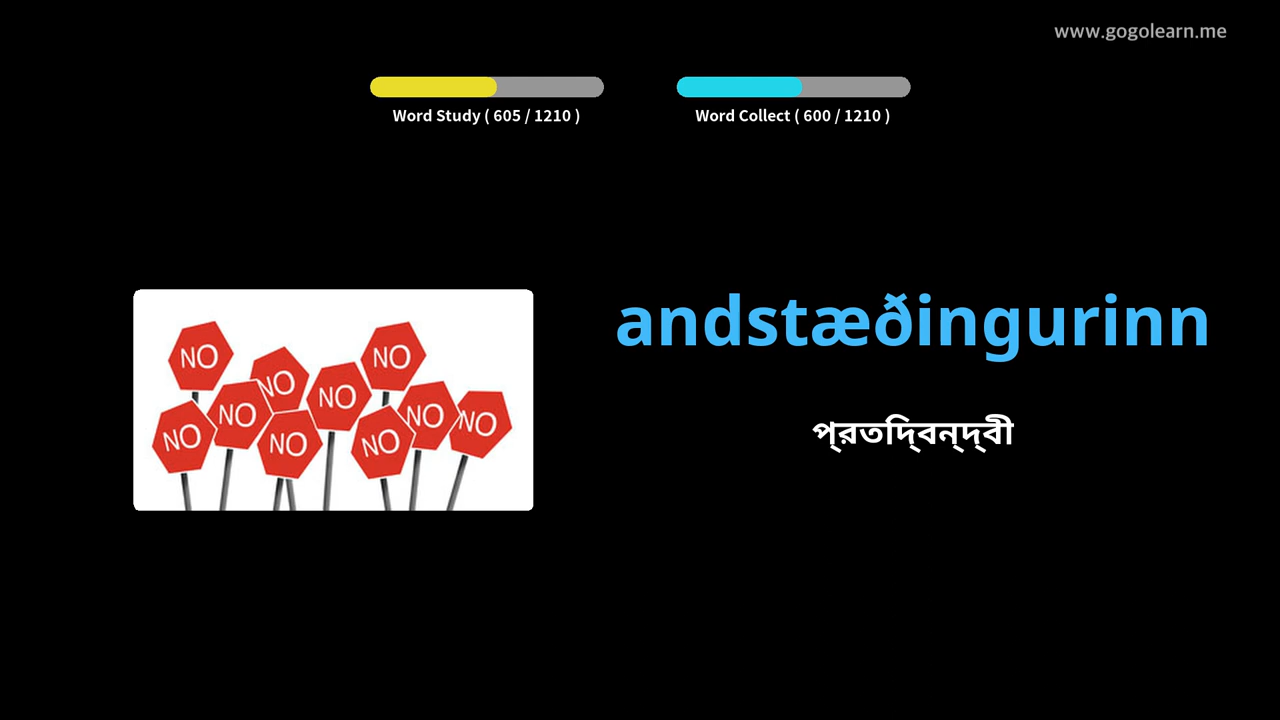 www.gogolearn.me
Word Study ( 605 / 1210 )
Word Collect ( 600 / 1210 )
andstæðingurinn
প্রতিদ্বন্দ্বী
NO
NO
NO
NO
NO
NO
NO
NO
NO
NO